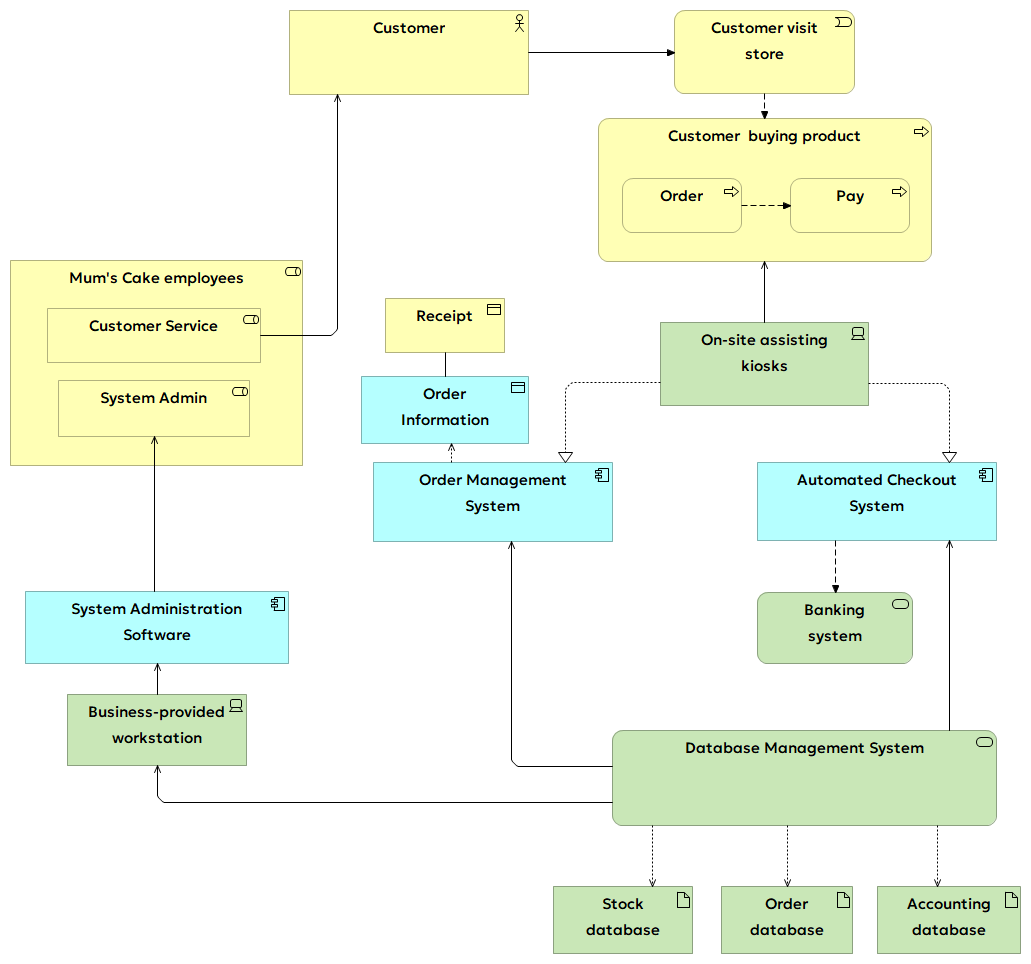 Customer
Customer visit
store
Customer  buying product
Order
Pay
Mum's Cake employees
Customer Service
System Admin
Receipt
Order
Information
On-site assisting
kiosks
Order Management
System
Automated Checkout
System
System Administration
Software
Banking
system
Business-provided
workstation
Database Management System
Stock
database
Order
database
Accounting
database